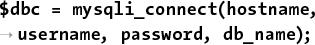 $dbc = mysqli_connect(hostname,
→ username, password, db_name);